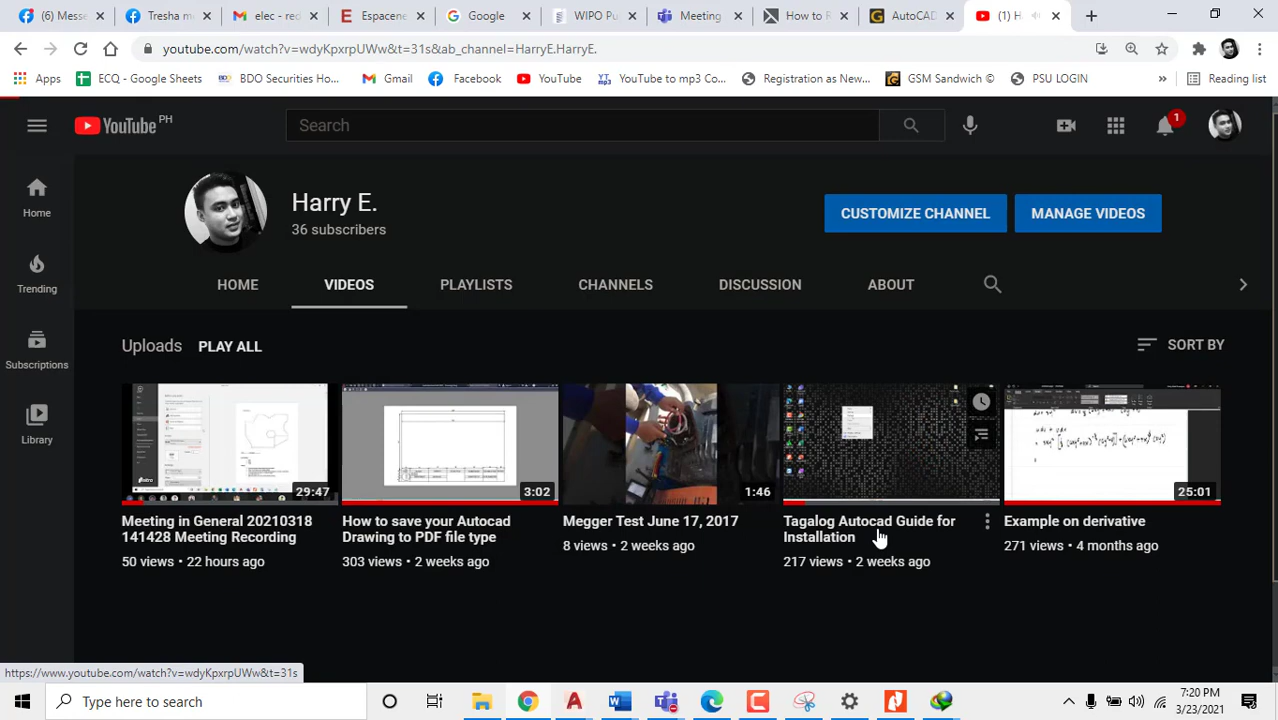 (6) Messe
Tresha m
Gmail
elec ed
Espacene
Google
WIPO Pu
Meeting
How to R
AutoCAD
(1) H
youtube.com/watch?v=wdyKpxrpUWw&t=31s&ab_channel=HarryE.HarryE.
Apps
ECQ - Google Sheets
BDO Securities Ho...
Gmail
Facebook
YouTube
YouTube to mp3 Co...
Registration as New...
GSM Sandwich ©
PSU LOGIN
»
Reading list
YouTube PH
Search
1
Home
Trending
Subscriptions
Library
Harry E.
36 subscribers
CUSTOMIZE CHANNEL
MANAGE VIDEOS
HOME
VIDEOS
PLAYLISTS
CHANNELS
DISCUSSION
ABOUT
Uploads PLAY ALL
SORT BY
29:47
Meeting in General 20210318
141428 Meeting Recording
50 views • 22 hours ago
3:02
How to save your Autocad
Drawing to PDF file type
303 views • 2 weeks ago
1:46
Megger Test June 17, 2017
8 views • 2 weeks ago
Tagalog Autocad Guide for
Installation
217 views • 2 weeks ago
25:01
Example on derivative
271 views • 4 months ago
https://www.youtube.com/watch?v=wdyKpxrpUWw&t=31s
Type here to search
7:20 PM
3/23/2021